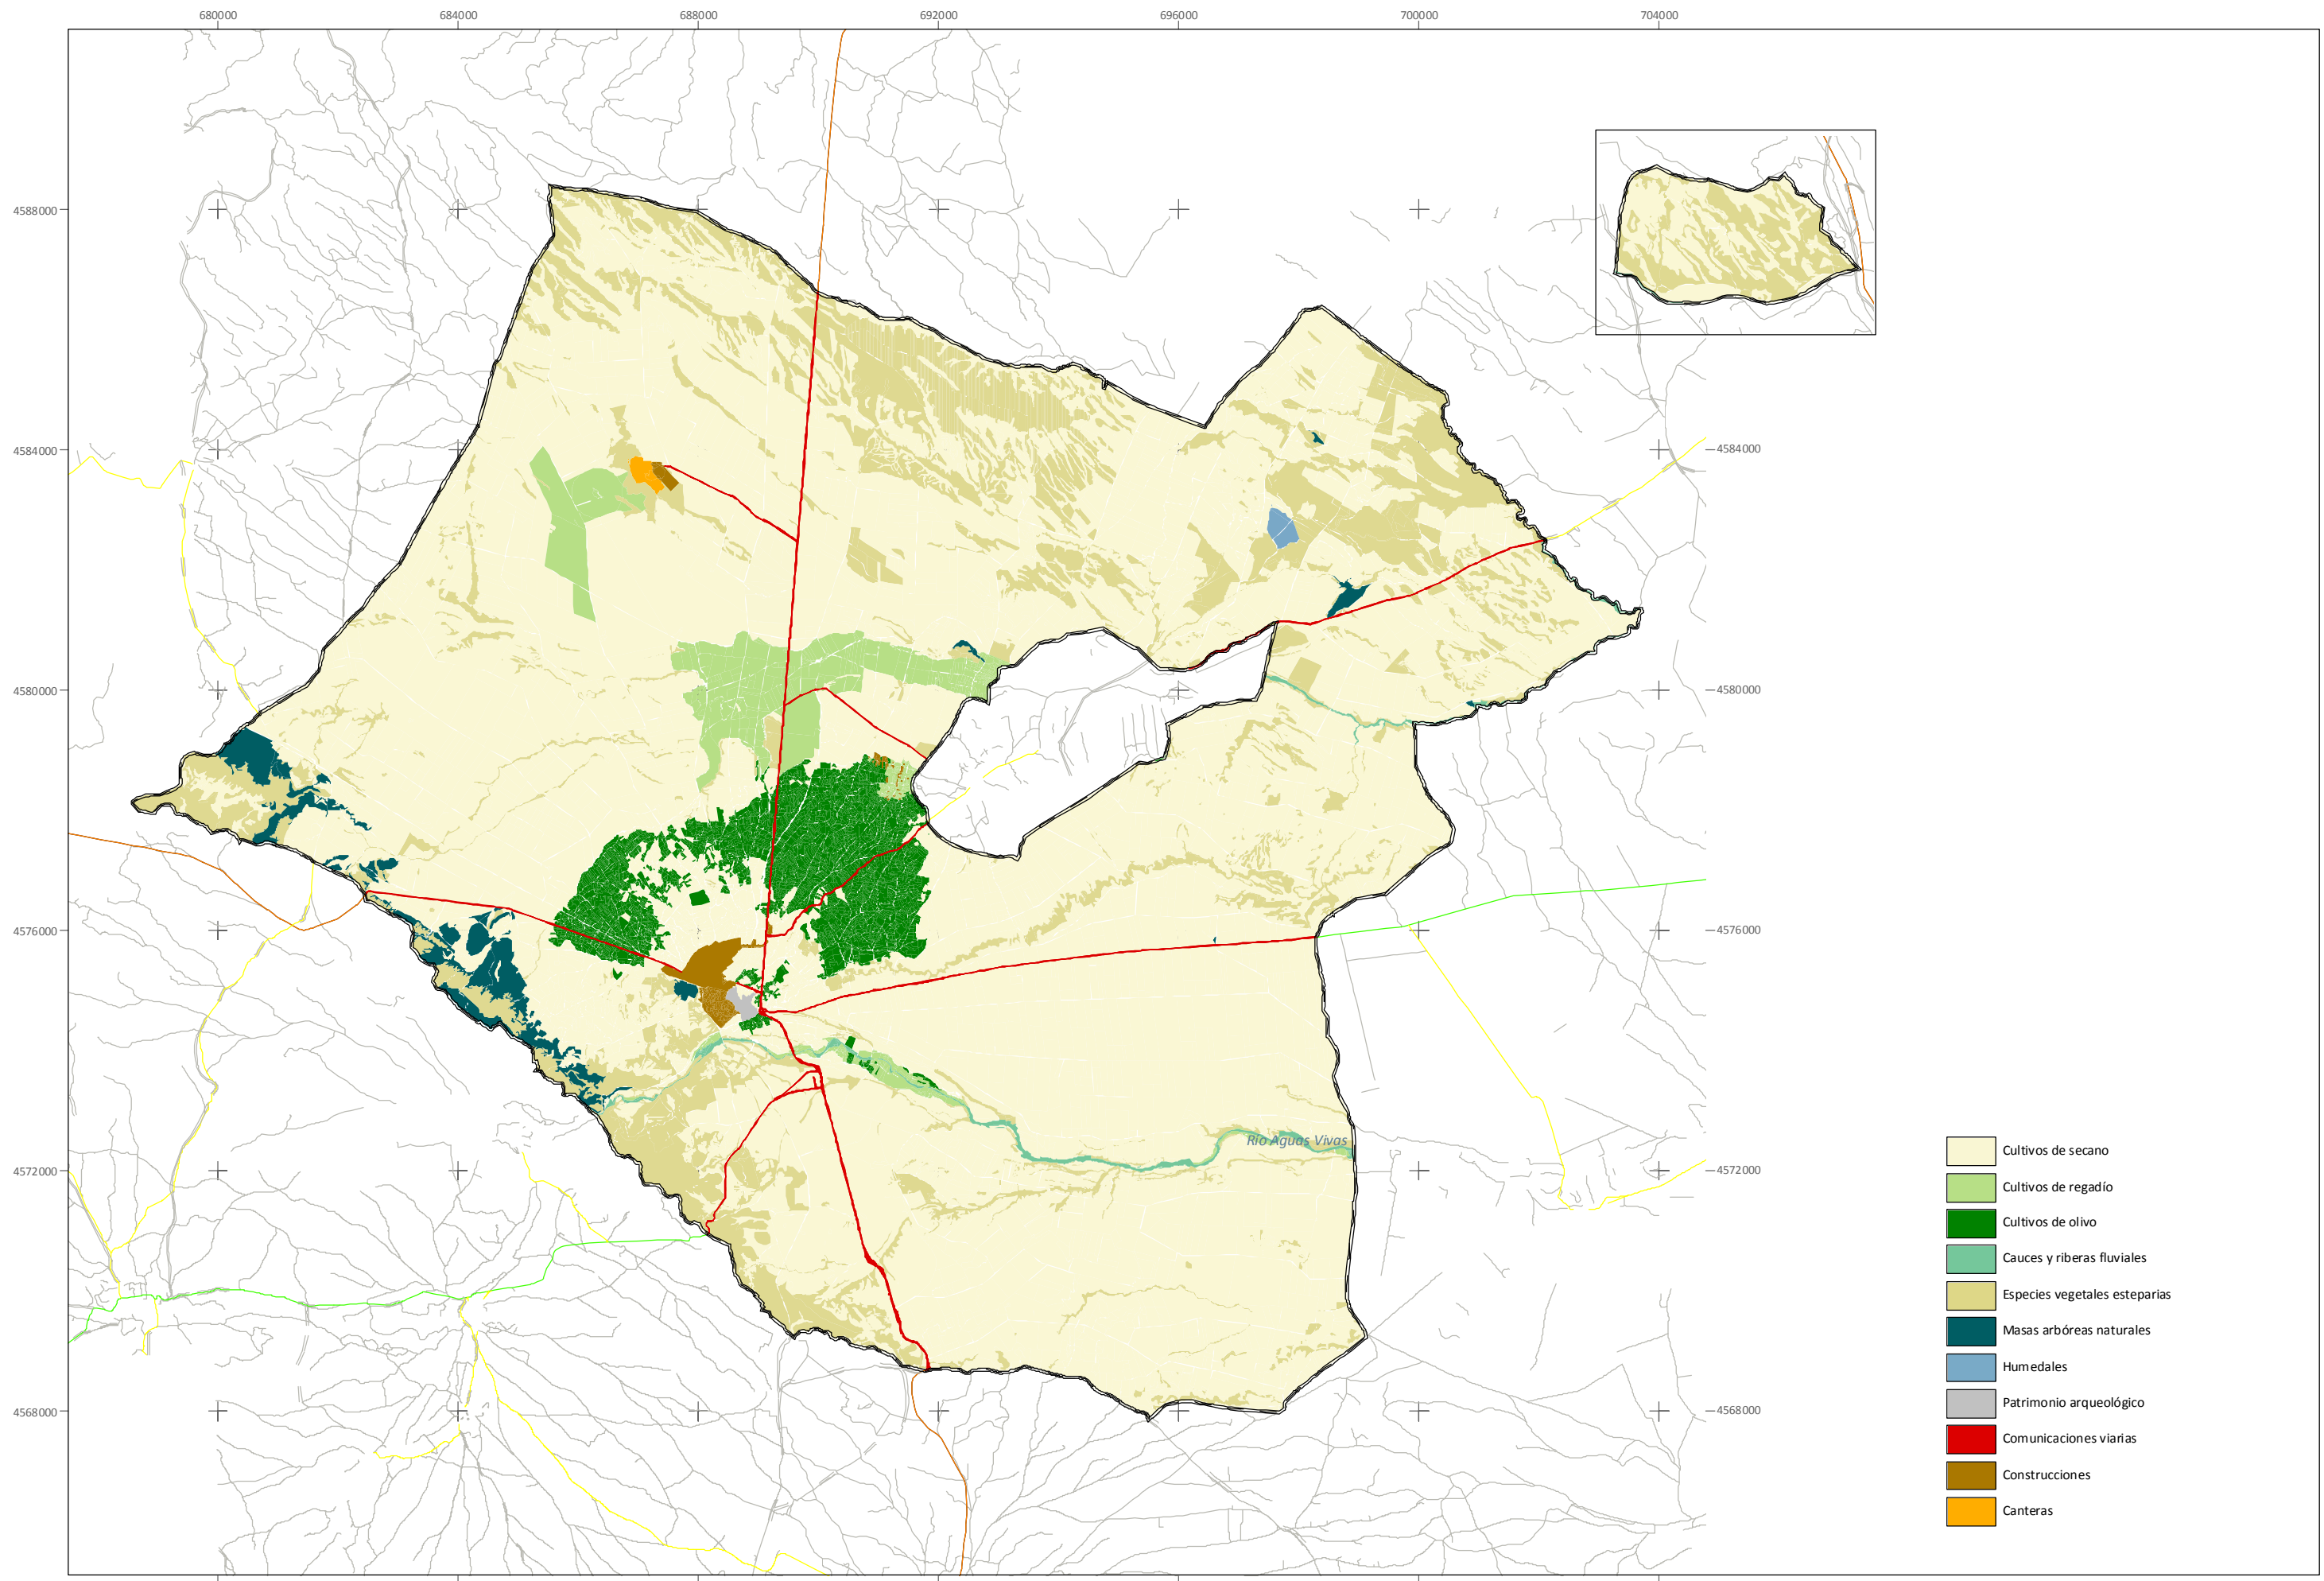 680000 684000 688000 692000 696000 700000 704000
4588000
4584000 4584000
4580000 4580000
4576000 4576000
Río Aguas Vivas
4572000 4572000
4568000 4568000
Cultivos de secano
Cultivos de regadío
Cultivos de olivo
Cauces y riberas fluviales
Especies vegetales esteparias
Masas arbóreas naturales
Humedales
Patrimonio arqueológico
Comunicaciones viarias
Construcciones
Canteras